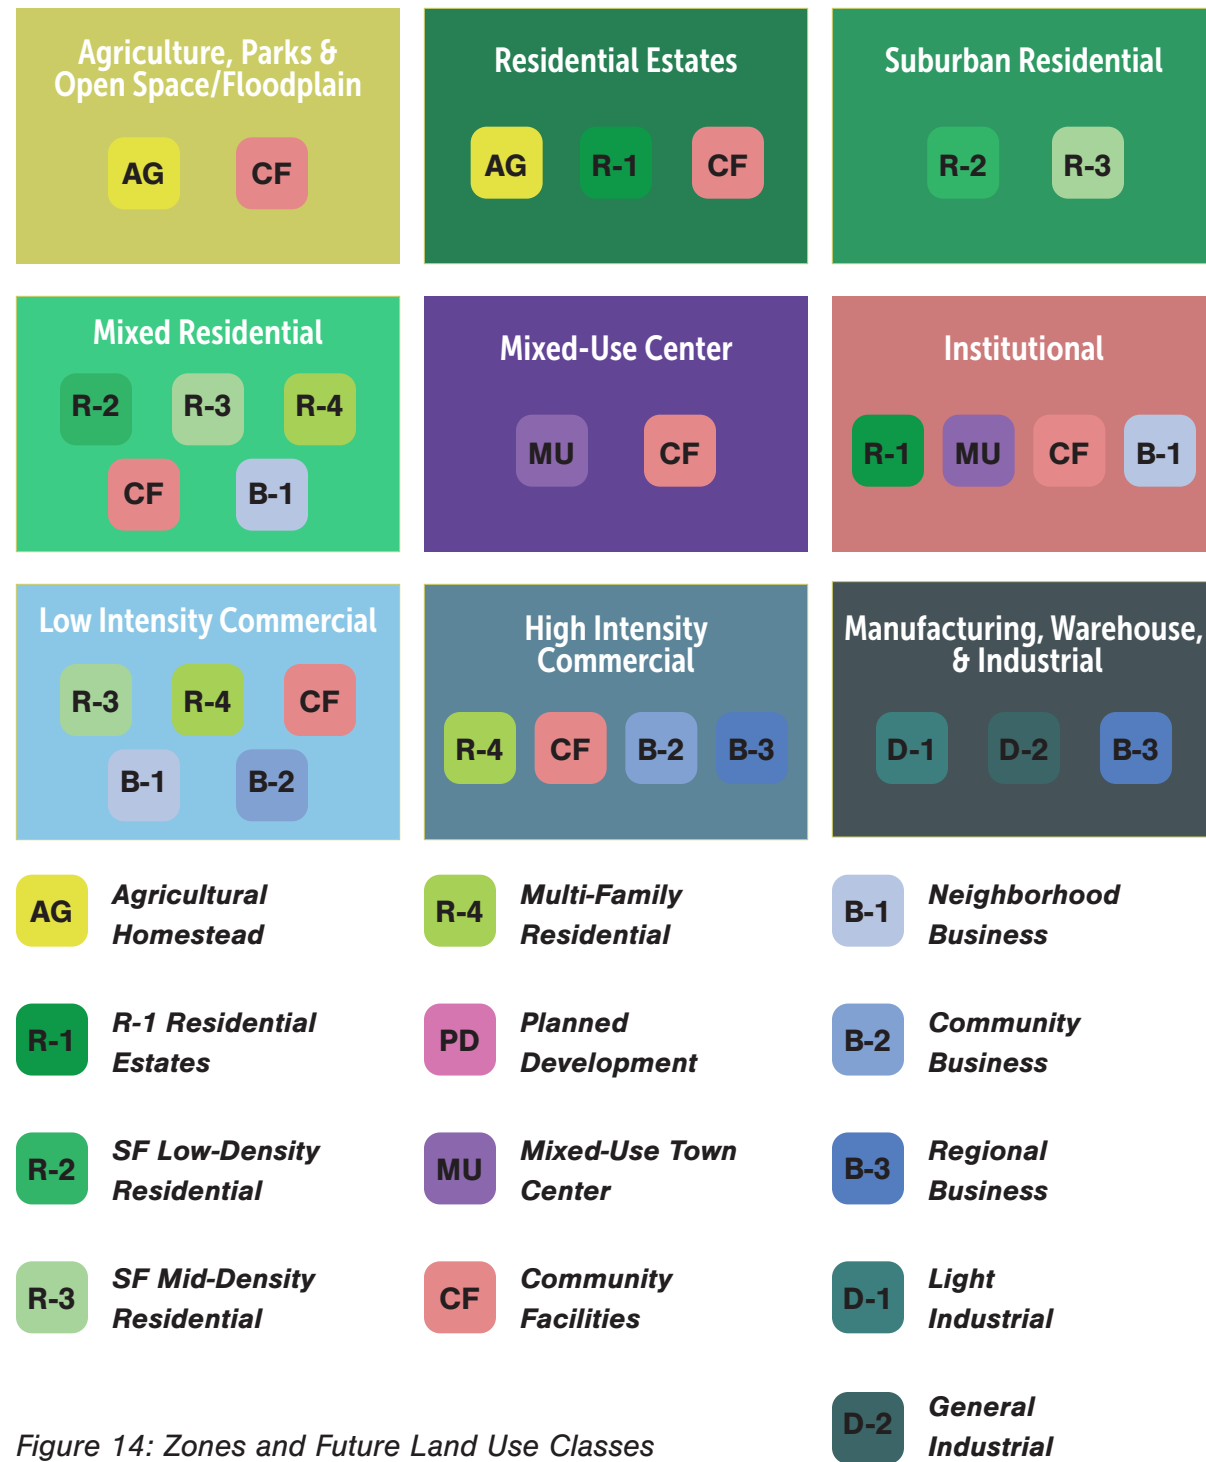 Agriculture, Parks &
Open Space/Floodplain
AG CF
Residential Estates
AG R-1 CF
Suburban Residential
R-2 R-3
Mixed Residential
R-2 R-3 R-4
CF B-1
Mixed-Use Center
MU CF
Institutional
R-1 MU CF B-1
Low Intensity Commercial
R-3 R-4 CF
B-1 B-2
High Intensity
Commercial
R-4 CF B-2 B-3
Manufacturing, Warehouse,
& Industrial
D-1 D-2 B-3
AG
Agricultural
Homestead
R-1
R-1 Residential
Estates
R-2
SF Low-Density
Residential
R-3
SF Mid-Density
Residential
R-4
Multi-Family
Residential
PD
Planned
Development
MU
Mixed-Use Town
Center
CF
Community
Facilities
B-1
Neighborhood
Business
B-2
Community
Business
B-3
Regional
Business
D-1
Light
Industrial
D-2
General
Industrial
Figure 14: Zones and Future Land Use Classes